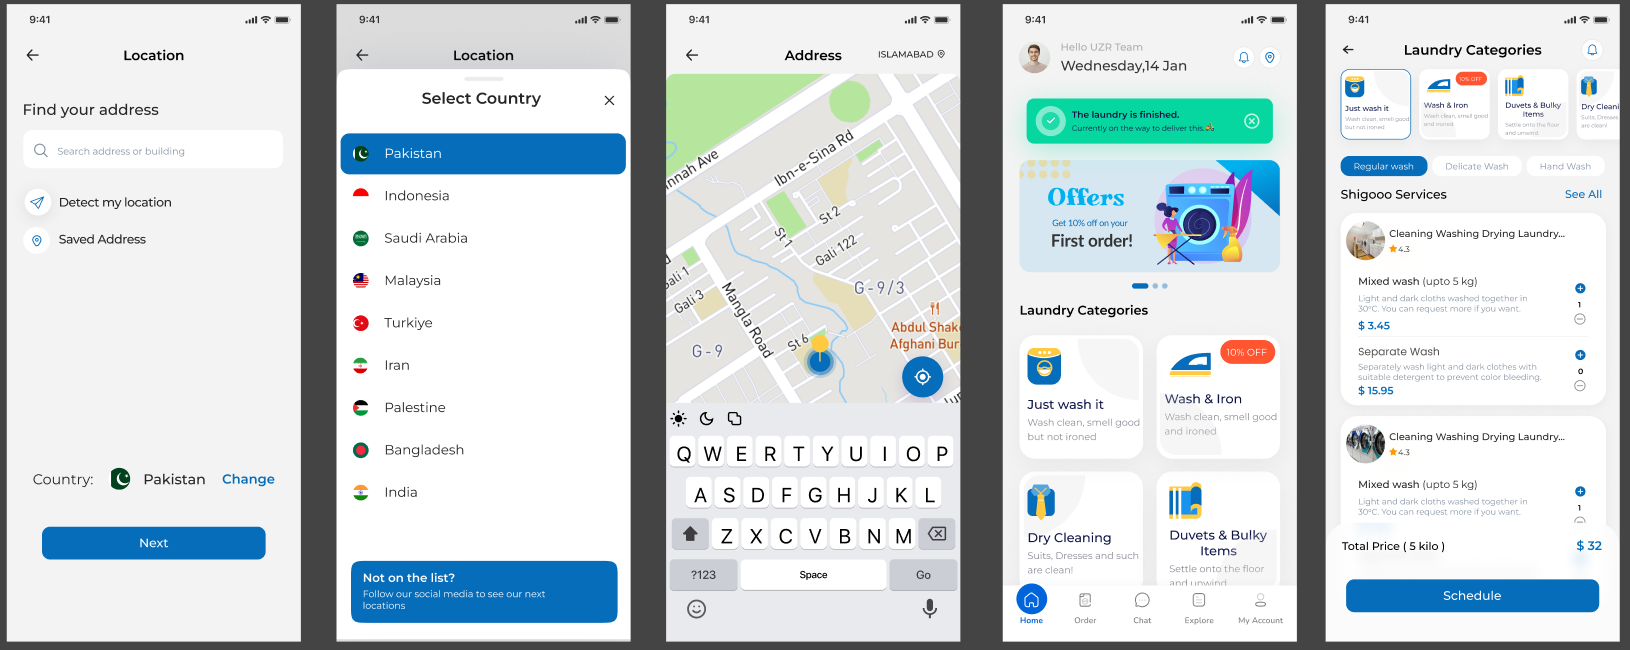 9:41
Location
Find your address
Search address or building
Detect my location
Saved Address
Country:
Pakistan
Change
Next
9:41
Location
Select Country
Pakistan
Indonesia
Saudi Arabia
Malaysia
Turkiye
Iran
Palestine
Bangladesh
India
Not on the list?
Follow our social media to see our next
locations
9:41
Address
ISLAMABAD
nnah Ave
Ibn-e-Sina Rd
St 2
St 1
Gali 122
Gali 1
Gali 3
Mangla Road
G-9/3
G-9
St 6
Abdul Shak
Afghani Bur
Q W E R T Y U I O P
A S D F G H J K L
Z X C V B N M
?123
Space
Go
9:41
Hello UZR Team
Wednesday,14 Jan
The laundry is finished.
Currently on the way to deliver this.
Offers
Get 10% off on your
First order!
Laundry Categories
Just wash it
Wash clean, smell good
but not ironed
10% OFF
Wash & Iron
Wash clean, smell good
and ironed
Dry Cleaning
Suits, Dresses and such
are clean!
Duvets & Bulky
Items
Settle onto the floor
and unwind
Home
Order
Chat
Explore
My Account
9:41
Laundry Categories
Just wash it
Wash clean, smell good
but not ironed
10% OFF
Wash & Iron
Wash clean, smell good
and ironed
Duvets & Bulky
Items
Settle onto the floor
and unwind
Dry Cleani
Suits, Dresses
are clean!
Regular wash
Delicate Wash
Hand Wash
Shigooo Services
See All
Cleaning Washing Drying Laundry...
4.3
Mixed wash (upto 5 kg)
Light and dark cloths washed together in
30°C. You can request more if you want.
$ 3.45
1
Separate Wash
Separately wash light and dark clothes with
suitable detergent to prevent color bleeding.
$ 15.95
0
Cleaning Washing Drying Laundry...
4.3
Mixed wash (upto 5 kg)
Light and dark cloths washed together in
30°C. You can request more if you want.
1
Total Price ( 5 kilo )
$ 32
Schedule